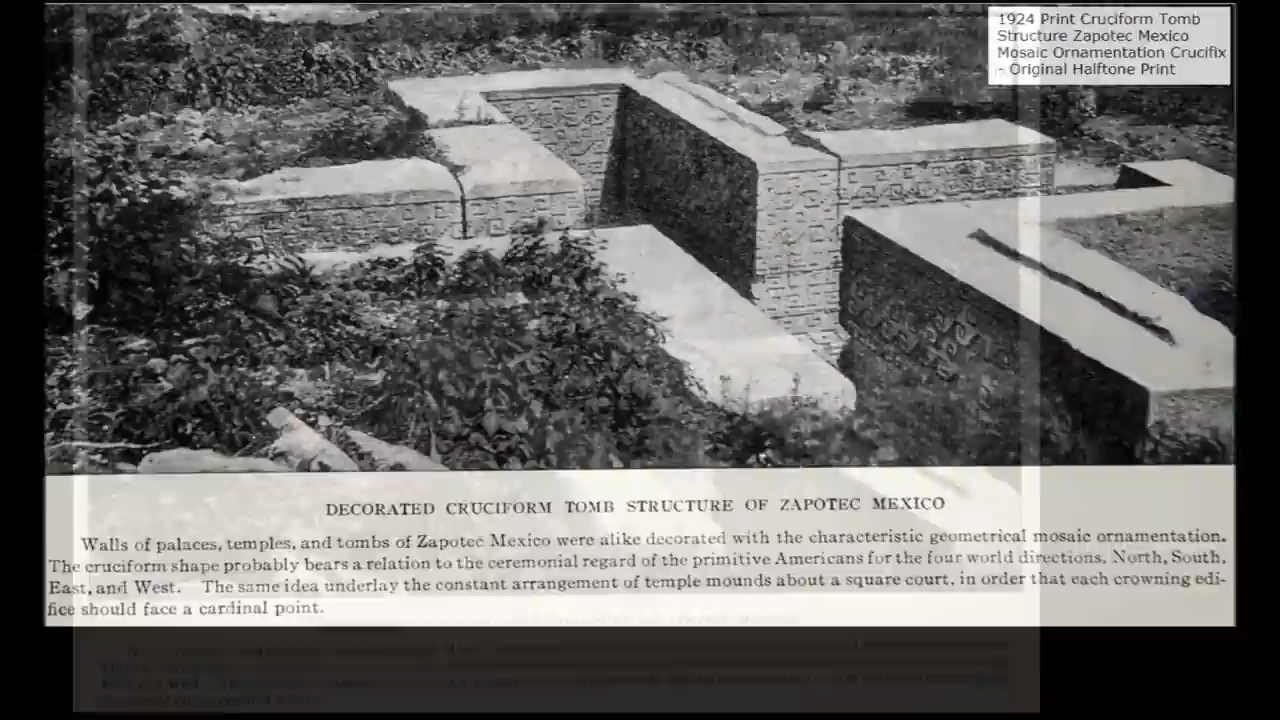 1924 Print Cruciform Tomb
Structure Zapotec Mexico
Mosaic Ornamentation Crucifix
- Original Halftone Print
DECORATED CRUCIFORM TOMB STRUCTURE OF ZAPOTEC MEXICO
Walls of palaces, temples, and tombs of Zapotec Mexico were alike decorated with the characteristic geometrical mosaic ornamentation.
The cruciform shape probably bears a relation to the ceremonial regard of the primitive Americans for the four world directions, North, South,
East, and West. The same idea underlay the constant arrangement of temple mounds about a square court, in order that each crowning edi-
fice should face a cardinal point.